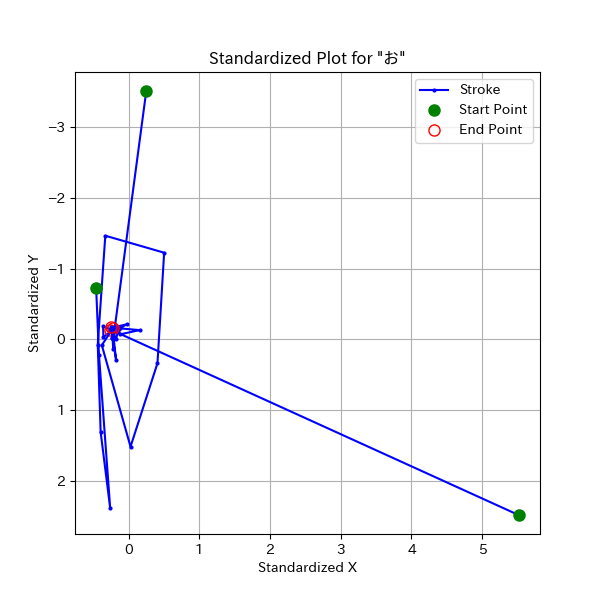 Standardized Plot for "お"
Stroke
Start Point
End Point
−3
−2
−1
0
1
2
Standardized Y
0 1 2 3 4 5
Standardized X